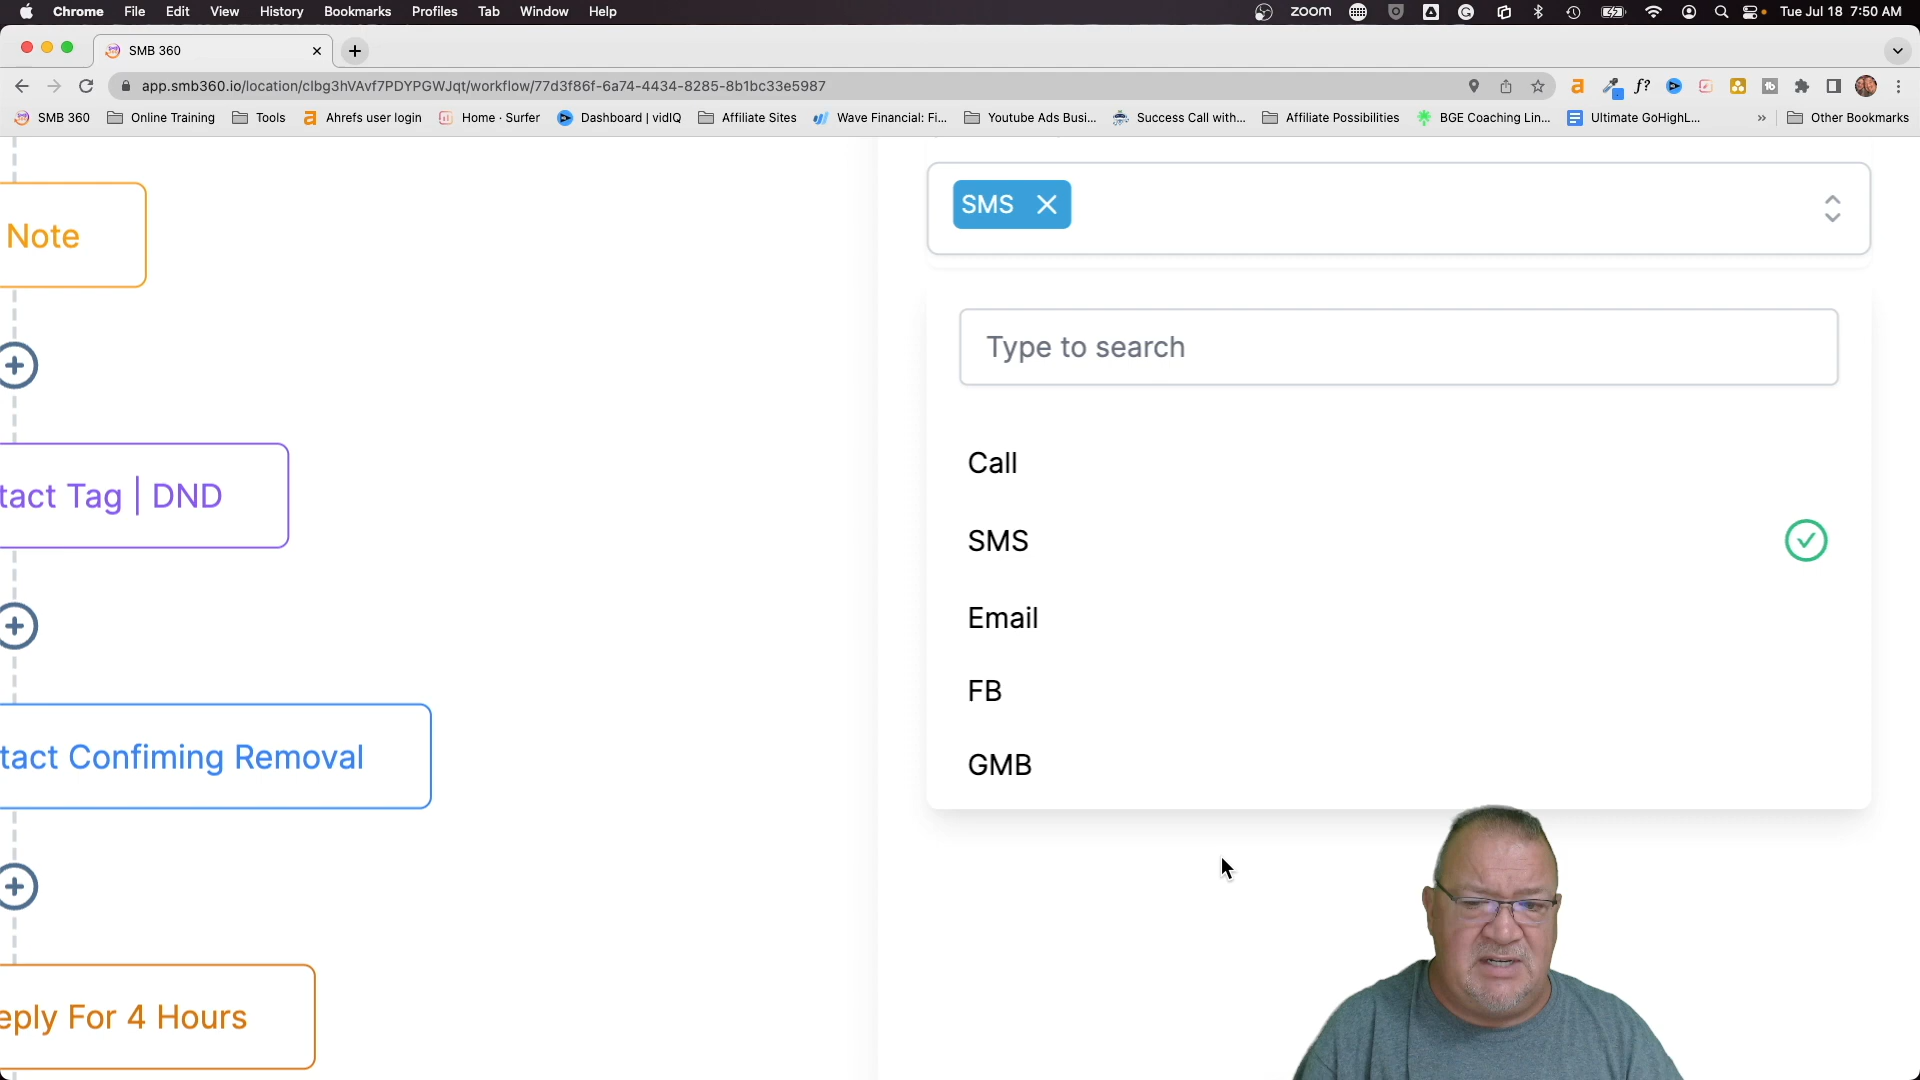 Chrome File Edit View History Bookmarks Profiles Tab Window Help zoom Tue Jul 18 7:50 AM
SMB 360
app.smb360.io/location/clbg3hVAvf7PDYPGWJqt/workflow/77d3f86f-6a74-4434-8285-8b1bc33e5987 f?
SMB 360 Online Training Tools Ahrefs user login Home · Surfer Dashboard | vidIQ Affiliate Sites Wave Financial: Fi... Youtube Ads Busi... Success Call with... Affiliate Possibilities BGE Coaching Lin... Ultimate GoHighL... » Other Bookmarks
SMS
Note
Type to search
Call
tact Tag | DND
SMS
Email
FB
tact Confiming Removal
GMB
eply For 4 Hours